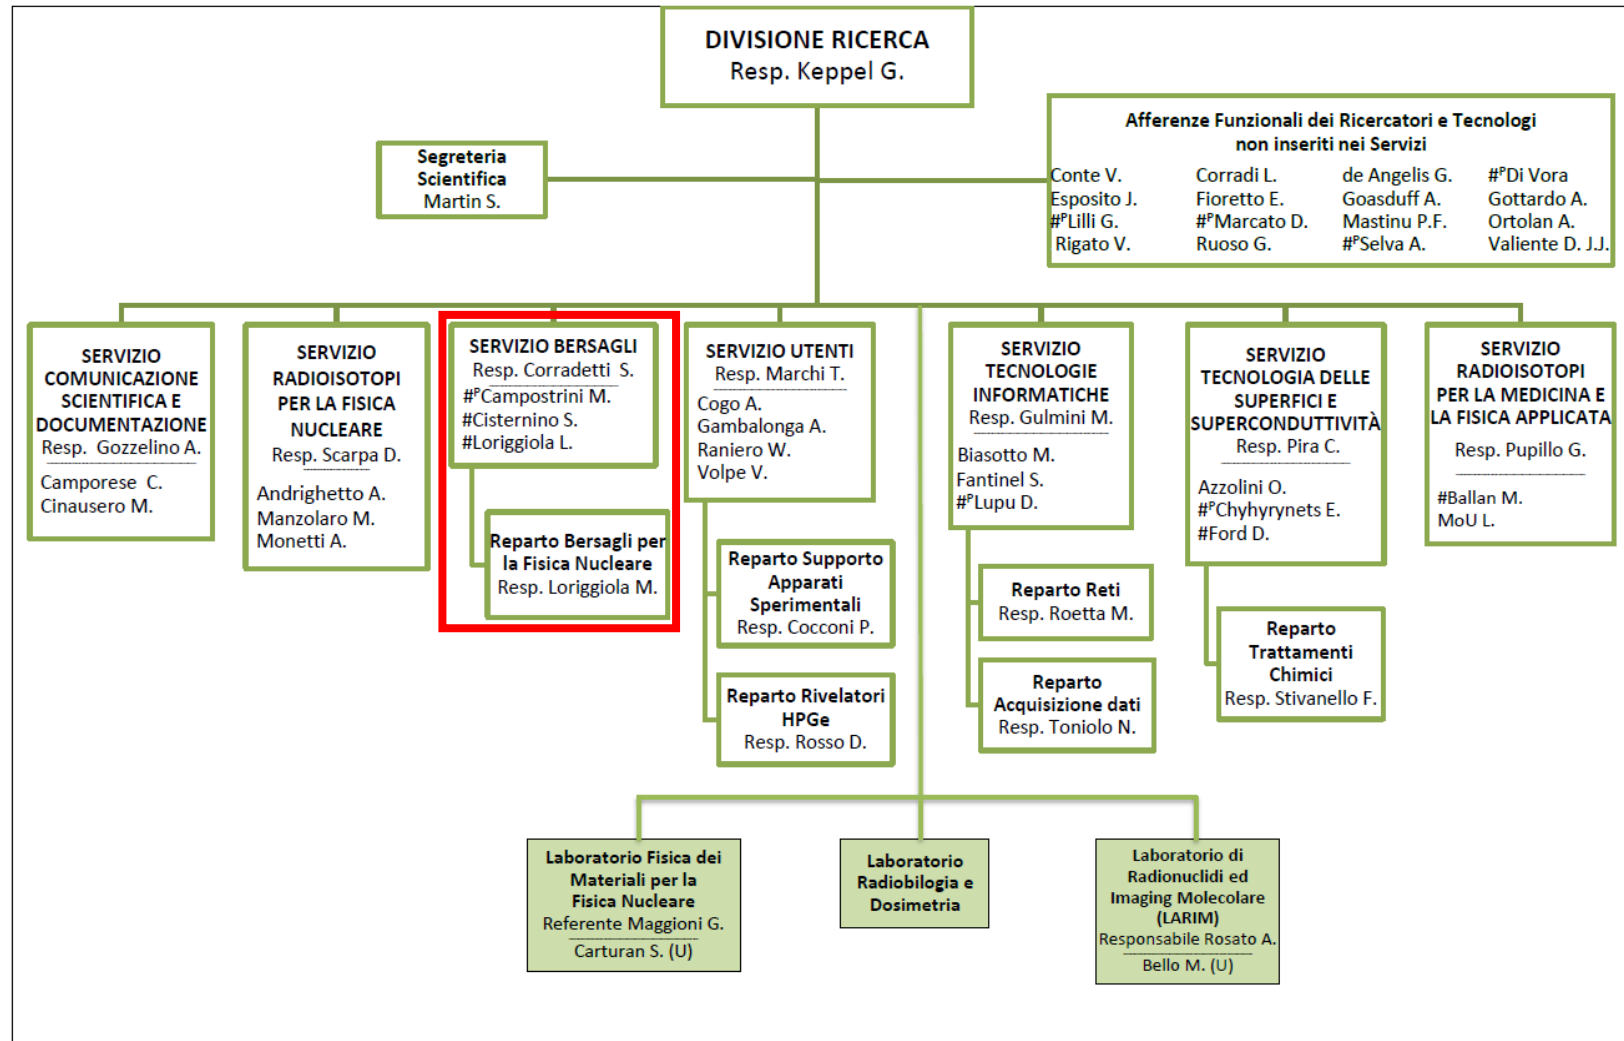 DIVISIONE RICERCA
Resp. Keppel G.
Segreteria
Scientifica
Martin S.
Afferenze Funzionali dei Ricercatori e Tecnologi
non inseriti nei Servizi
Conte V. Corradi L. de Angelis G. #ᴾDi Vora
Esposito J. Fioretto E. Goasduff A. Gottardo A.
#ᴾLilli G. #ᴾMarcato D. Mastinu P.F. Ortolan A.
Rigato V. Ruoso G. #ᴾSelva A. Valiente D. J.J.
SERVIZIO
COMUNICAZIONE
SCIENTIFICA E
DOCUMENTAZIONE
Resp. Gozzelino A.
Camporese C.
Cinausero M.
SERVIZIO
RADIOISOTOPI
PER LA FISICA
NUCLEARE
Resp. Scarpa D.
Andrighetto A.
Manzolaro M.
Monetti A.
SERVIZIO BERSAGLI
Resp. Corradetti S.
#ᴾCampostrini M.
#Cisternino S.
#Loriggiola L.
Reparto Bersagli per
la Fisica Nucleare
Resp. Loriggiola M.
SERVIZIO UTENTI
Resp. Marchi T.
Cogo A.
Gambalonga A.
Raniero W.
Volpe V.
Reparto Supporto
Apparati
Sperimentali
Resp. Cocconi P.
Reparto Rivelatori
HPGe
Resp. Rosso D.
SERVIZIO
TECNOLOGIE
INFORMATICHE
Resp. Gulmini M.
Biasotto M.
Fantinel S.
#ᴾLupu D.
Reparto Reti
Resp. Roetta M.
Reparto
Acquisizione dati
Resp. Toniolo N.
SERVIZIO
TECNOLOGIA DELLE
SUPERFICI E
SUPERCONDUTTIVITÀ
Resp. Pira C.
Azzolini O.
#ᴾChyhyrynets E.
#Ford D.
Reparto
Trattamenti
Chimici
Resp. Stivanello F.
SERVIZIO
RADIOISOTOPI
PER LA MEDICINA E
LA FISICA APPLICATA
Resp. Pupillo G.
#Ballan M.
MoU L.
Laboratorio Fisica dei
Materiali per la
Fisica Nucleare
Referente Maggioni G.
Carturan S. (U)
Laboratorio
Radiobilogia e
Dosimetria
Laboratorio di
Radionuclidi ed
Imaging Molecolare
(LARIM)
Responsabile Rosato A.
Bello M. (U)